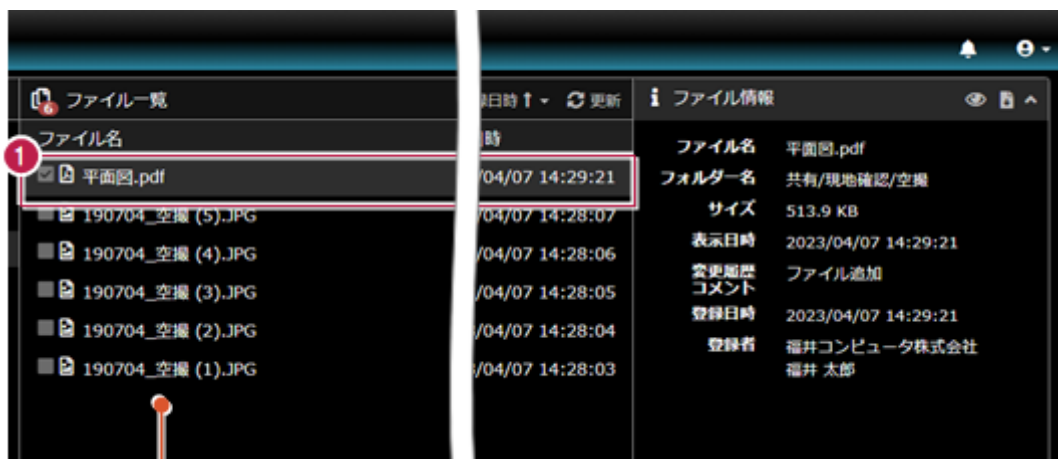 6 ファイル一覧
録日時↑ 更新
ファイル名
時
1
平面図.pdf
/04/07 14:29:21
190704_空撮 (5).JPG
/04/07 14:28:07
190704_空撮 (4).JPG
/04/07 14:28:06
190704_空撮 (3).JPG
/04/07 14:28:05
190704_空撮 (2).JPG
/04/07 14:28:04
190704_空撮 (1).JPG
/04/07 14:28:03
ファイル情報
ファイル名 平面図.pdf
フォルダー名 共有/現地確認/空撮
サイズ 513.9 KB
表示日時 2023/04/07 14:29:21
変更履歴
コメント ファイル追加
登録日時 2023/04/07 14:29:21
登録者 福井コンピュータ株式会社
福井 太郎